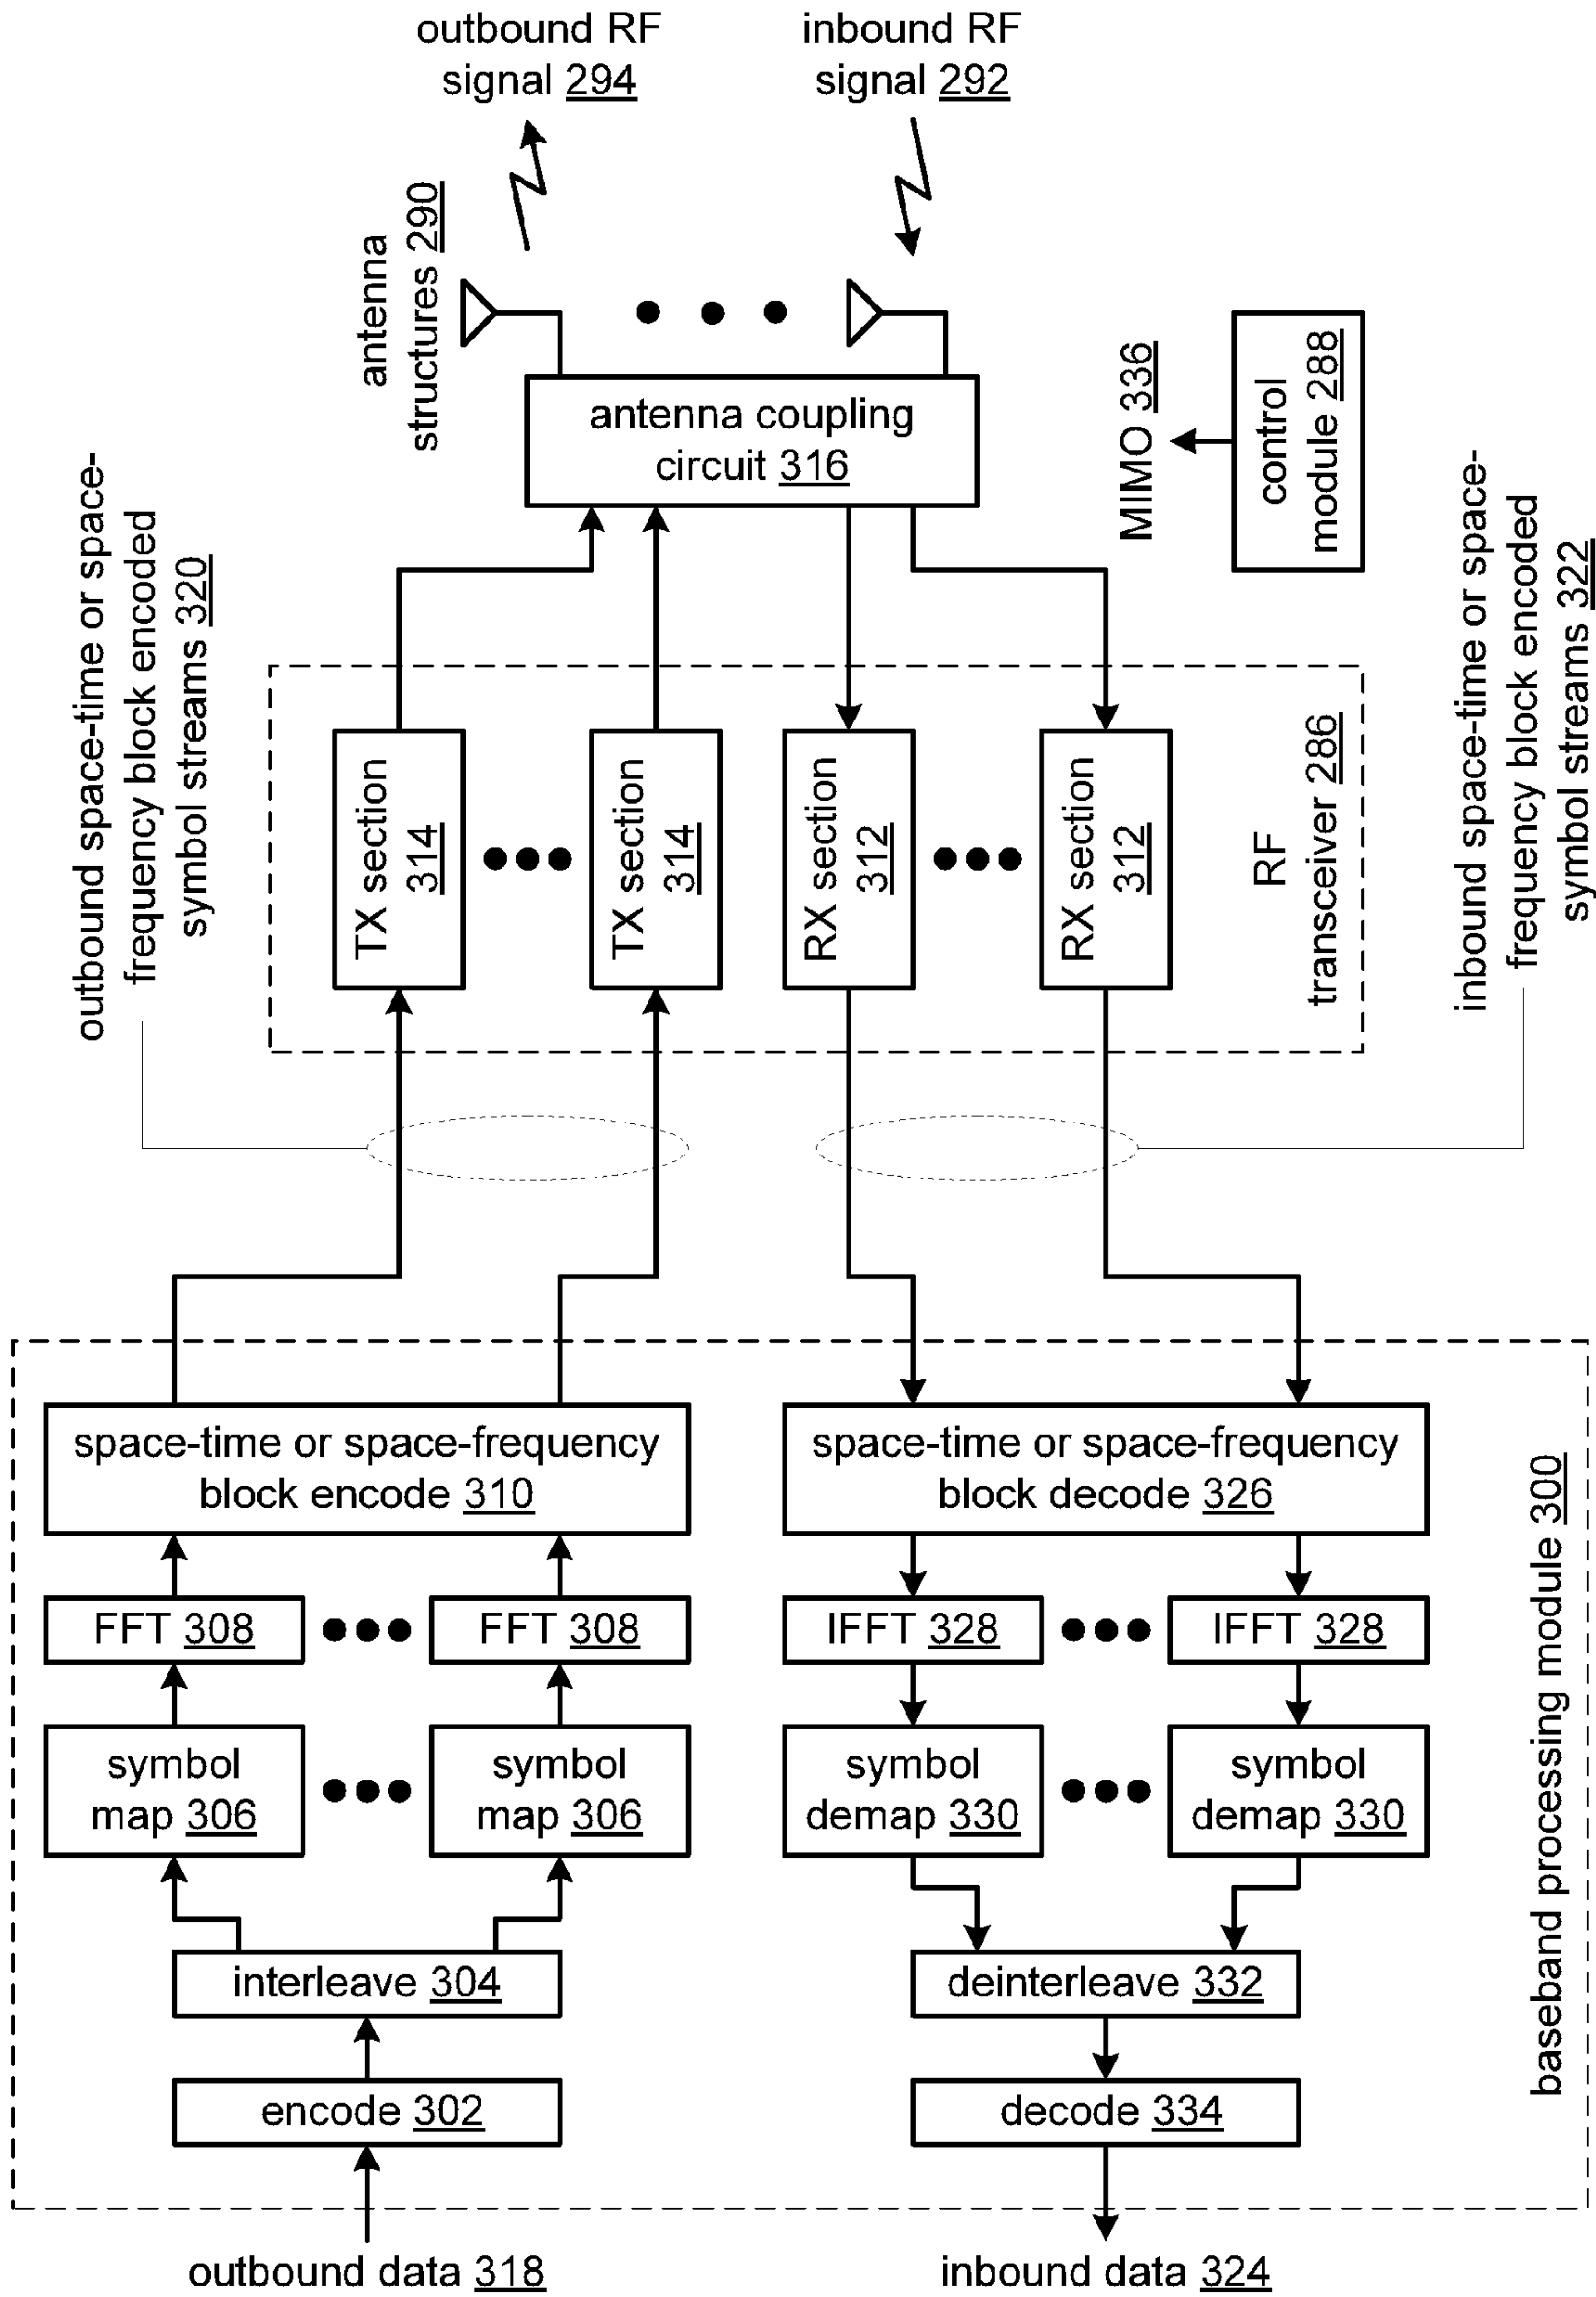 outbound RF
signal 294
inbound RF
signal 292
antenna
structures 290
antenna coupling
circuit 316
MIMO 336
control
module 288
outbound space-time or space-
frequency block encoded
symbol streams 320
inbound space-time or space-
frequency block encoded
symbol streams 322
TX section
314
TX section
314
RX section
312
RX section
312
RF
transceiver 286
space-time or space-frequency
block encode 310
space-time or space-frequency
block decode 326
FFT 308
FFT 308
IFFT 328
IFFT 328
symbol
map 306
symbol
map 306
symbol
demap 330
symbol
demap 330
interleave 304
deinterleave 332
encode 302
decode 334
baseband processing module 300
outbound data 318
inbound data 324